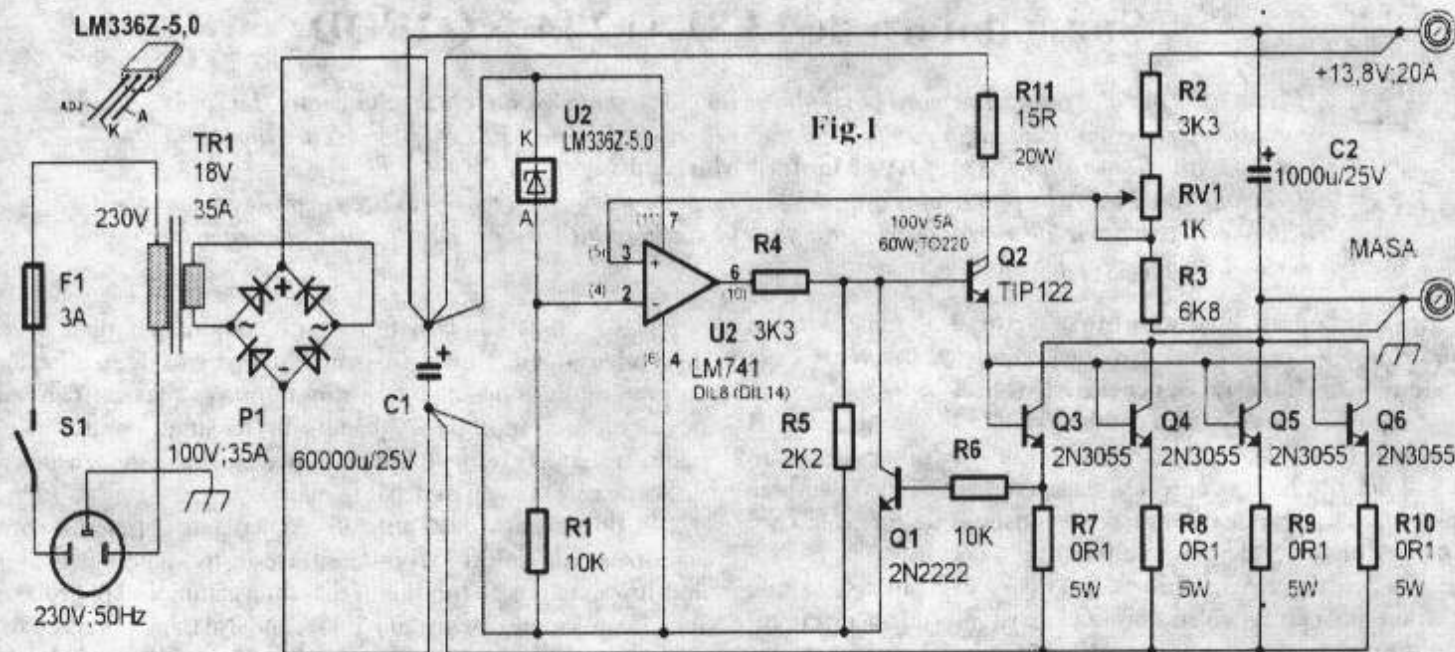 LM336Z-5,0
ADJ
K
A
TR1
18V
35A
230V
F1
3A
S1
230V;50Hz
P1
100V;35A
C1
60000u/25V
U2
LM336Z-5.0
K
A
R1
10K
3
2
7
6
(10)
(4)
(6) 4
U2
LM741
DIL8 (DIL14)
R4
3K3
Fig.1
R11
15R
20W
100V 5A
60W;TO220
Q2
TIP122
R5
2K2
R6
10K
Q1
2N2222
+13,8V;20A
R2
3K3
RV1
1K
R3
6K8
C2
1000u/25V
MASA
Q3
2N3055
Q4
2N3055
Q5
2N3055
Q6
2N3055
R7
0R1
5W
R8
0R1
5W
R9
0R1
5W
R10
0R1
5W